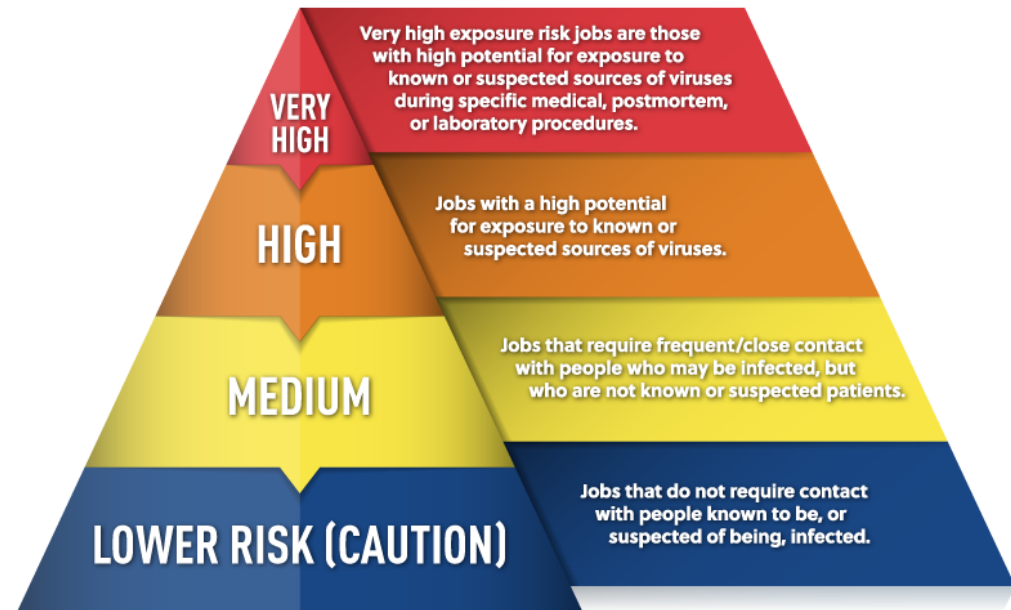 VERY
HIGH
Very high exposure risk jobs are those
with high potential for exposure to
known or suspected sources of viruses
during specific medical, postmortem,
or laboratory procedures.
HIGH
Jobs with a high potential
for exposure to known or
suspected sources of viruses.
MEDIUM
Jobs that require frequent/close contact
with people who may be infected, but
who are not known or suspected patients.
LOWER RISK (CAUTION)
Jobs that do not require contact
with people known to be, or
suspected of being, infected.